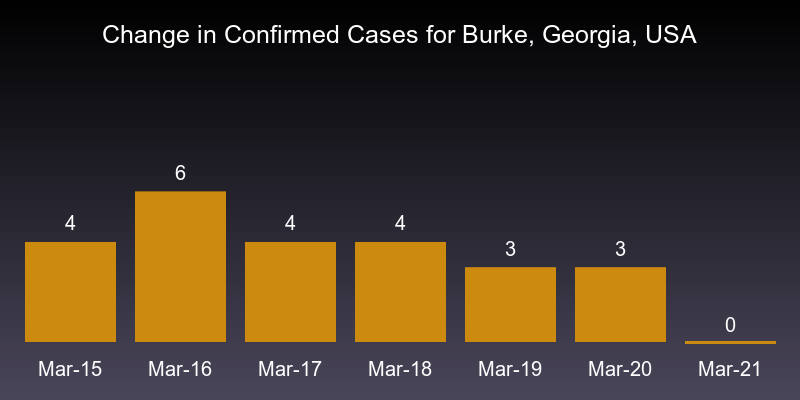 Change in Confirmed Cases for Burke, Georgia, USA
6
4
4
4
3
3
0
Mar-15
Mar-16
Mar-17
Mar-18
Mar-19
Mar-20
Mar-21